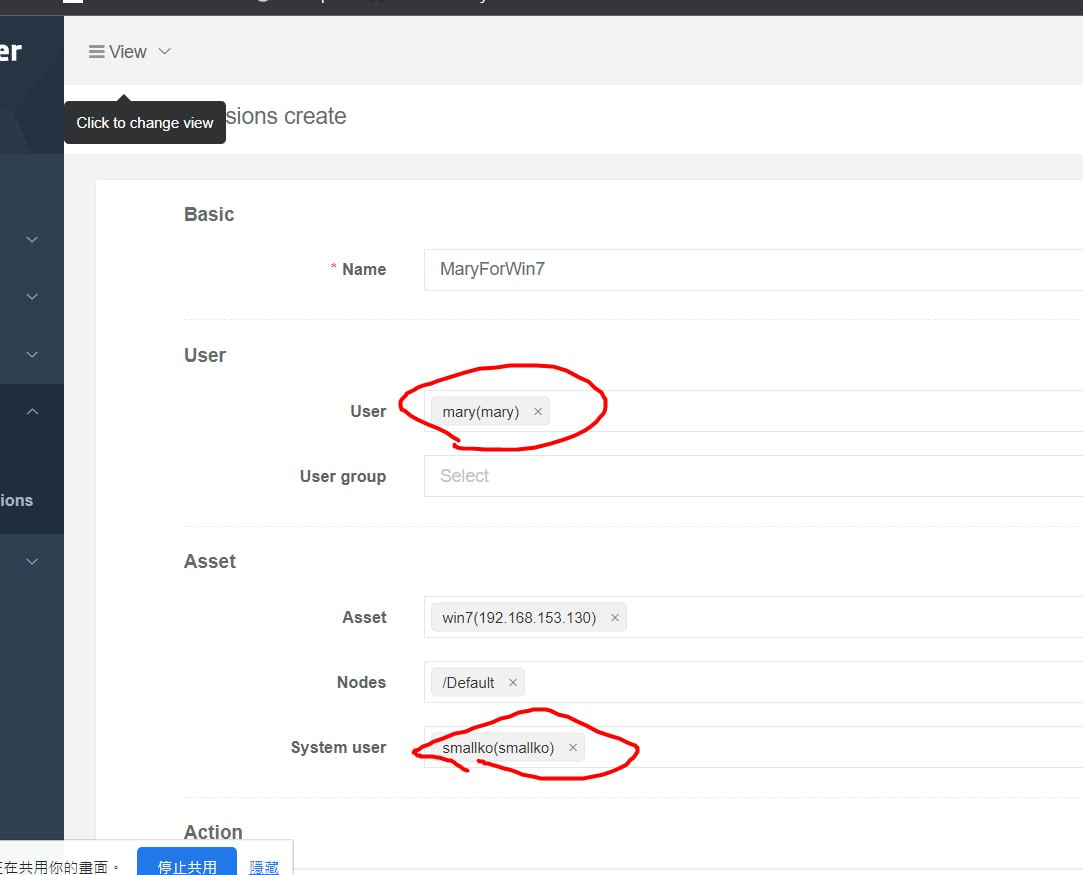 er
View
Click to change view
sions create
Basic
* Name
MaryForWin7
User
User
mary(mary) ×
User group
Select
ions
Asset
Asset
win7(192.168.153.130) ×
Nodes
/Default ×
System user
smallko(smallko) ×
Action
在共用你的畫面。 停止共用 隱藏